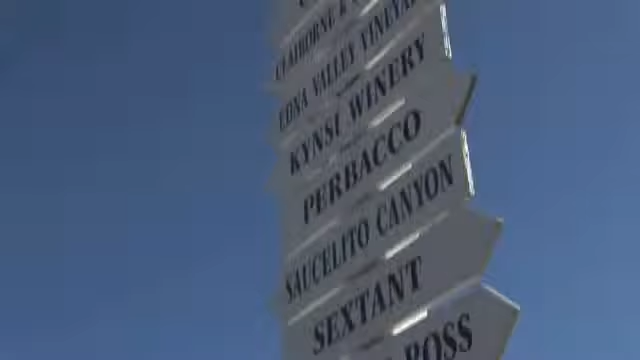 CLAIBORNE &
EDNA VALLEY VINEYARD
KYNSI WINERY
PERBACCO
SAUCELITO CANYON
SEXTANT
ROSS